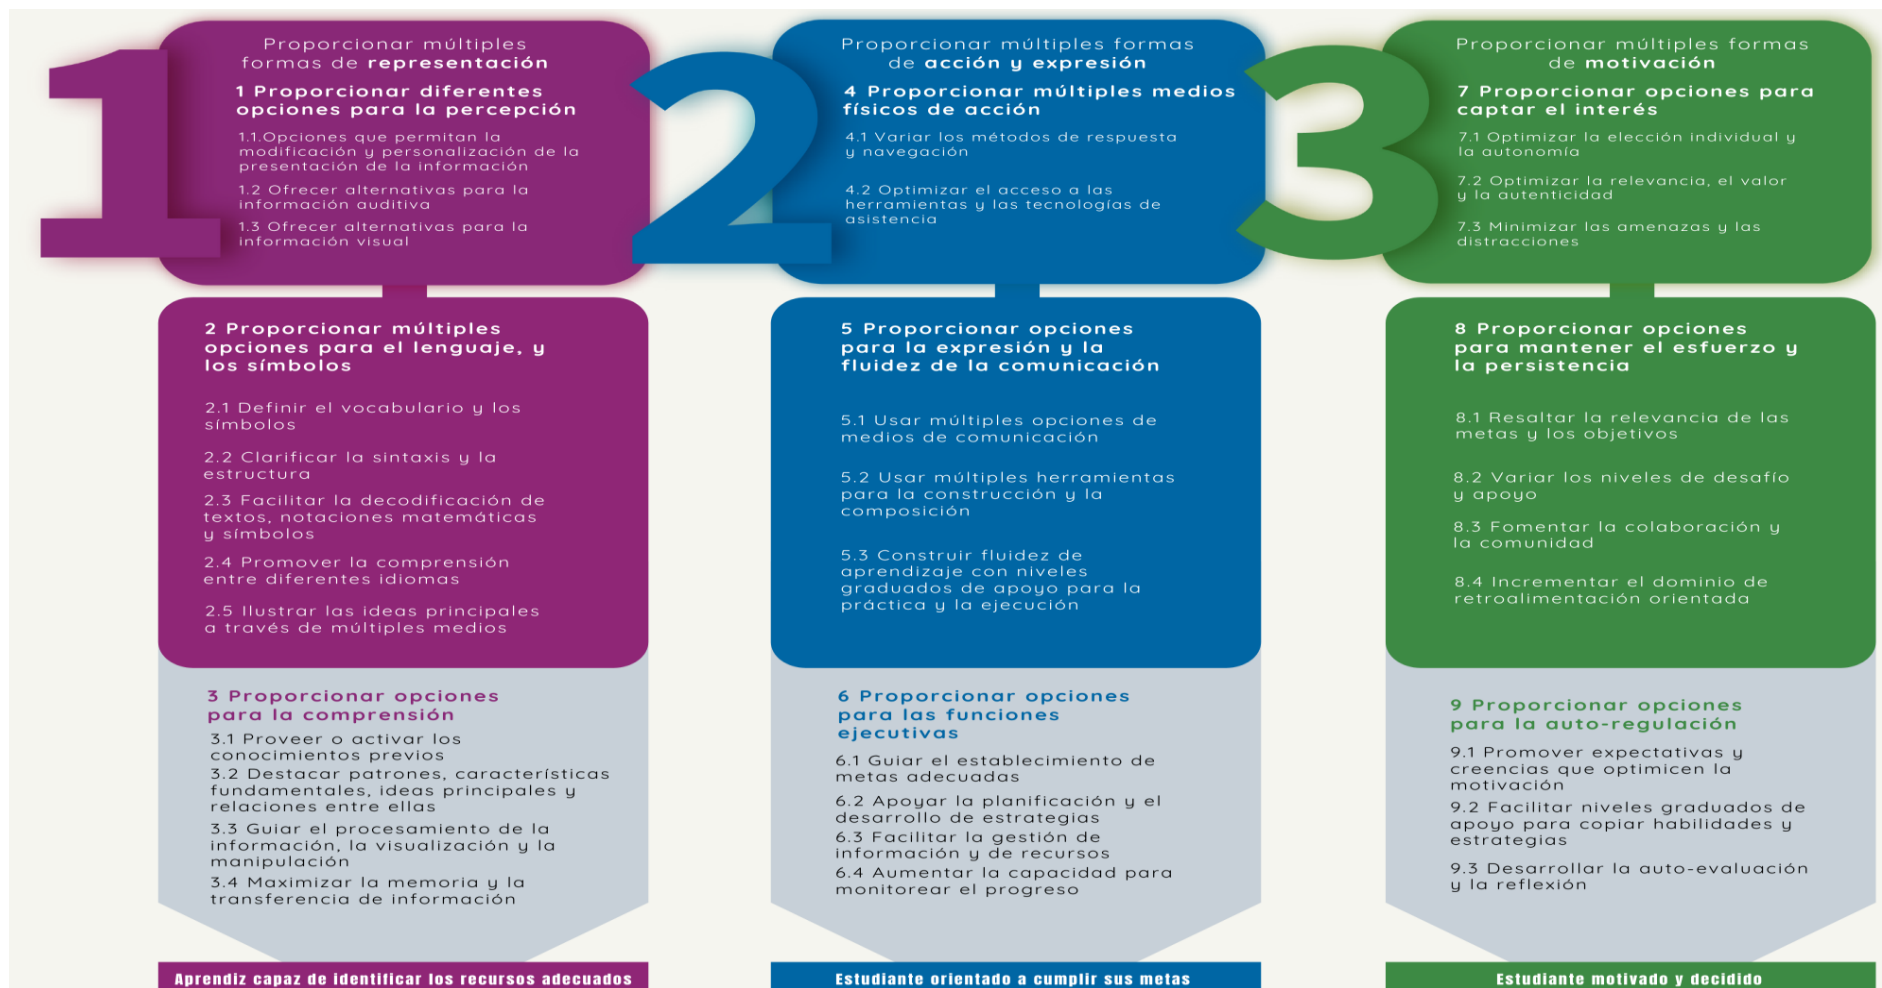 1
Proporcionar múltiples
formas de representación
1 Proporcionar diferentes
opciones para la percepción
1.1.Opciones que permitan la
modificación y personalización de la
presentación de la información
1.2 Ofrecer alternativas para la
información auditiva
1.3 Ofrecer alternativas para la
información visual
2 Proporcionar múltiples
opciones para el lenguaje, y
los símbolos
2.1 Definir el vocabulario y los
símbolos
2.2 Clarificar la sintaxis y la
estructura
2.3 Facilitar la decodificación de
textos, notaciones matemáticas
y símbolos
2.4 Promover la comprensión
entre diferentes idiomas
2.5 Ilustrar las ideas principales
a través de múltiples medios
3 Proporcionar opciones
para la comprensión
3.1 Proveer o activar los
conocimientos previos
3.2 Destacar patrones, características
fundamentales, ideas principales y
relaciones entre ellas
3.3 Guiar el procesamiento de la
información, la visualización y la
manipulación
3.4 Maximizar la memoria y la
transferencia de información
Aprendiz capaz de identificar los recursos adecuados
2
Proporcionar múltiples formas
de acción y expresión
4 Proporcionar múltiples medios
físicos de acción
4.1 Variar los métodos de respuesta
y navegación
4.2 Optimizar el acceso a las
herramientas y las tecnologías de
asistencia
5 Proporcionar opciones
para la expresión y la
fluidez de la comunicación
5.1 Usar múltiples opciones de
medios de comunicación
5.2 Usar múltiples herramientas
para la construcción y la
composición
5.3 Construir fluidez de
aprendizaje con niveles
graduados de apoyo para la
práctica y la ejecución
6 Proporcionar opciones
para las funciones
ejecutivas
6.1 Guiar el establecimiento de
metas adecuadas
6.2 Apoyar la planificación y el
desarrollo de estrategias
6.3 Facilitar la gestión de
información y de recursos
6.4 Aumentar la capacidad para
monitorear el progreso
Estudiante orientado a cumplir sus metas
3
Proporcionar múltiples formas
de motivación
7 Proporcionar opciones para
captar el interés
7.1 Optimizar la elección individual y
la autonomía
7.2 Optimizar la relevancia, el valor
y la autenticidad
7.3 Minimizar las amenazas y las
distracciones
8 Proporcionar opciones
para mantener el esfuerzo y
la persistencia
8.1 Resaltar la relevancia de las
metas y los objetivos
8.2 Variar los niveles de desafío
y apoyo
8.3 Fomentar la colaboración y
la comunidad
8.4 Incrementar el dominio de
retroalimentación orientada
9 Proporcionar opciones
para la auto-regulación
9.1 Promover expectativas y
creencias que optimicen la
motivación
9.2 Facilitar niveles graduados de
apoyo para copiar habilidades y
estrategias
9.3 Desarrollar la auto-evaluación
y la reflexión
Estudiante motivado y decidido